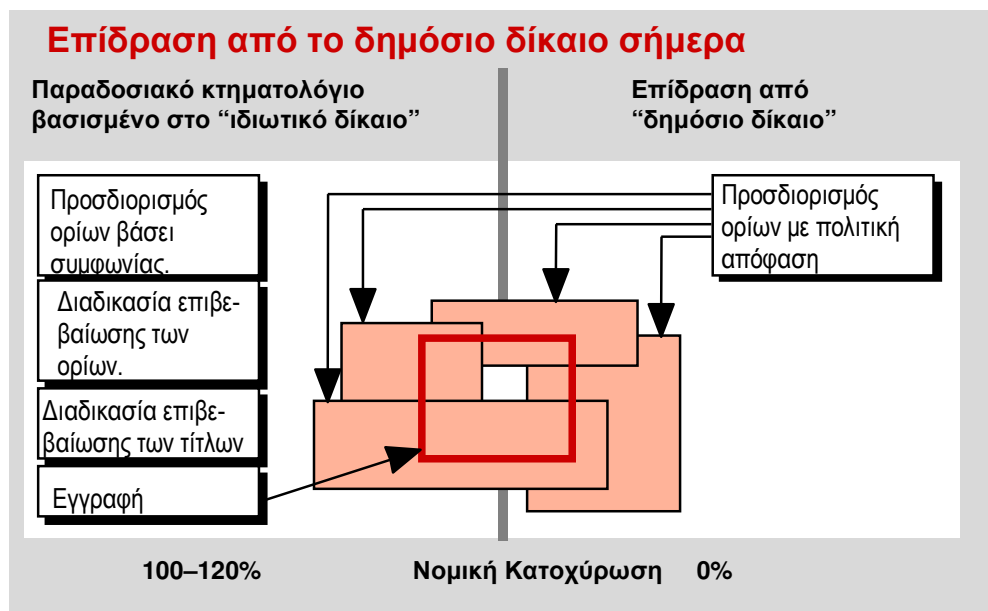 Επίδραση από το δημόσιο δίκαιο σήμερα
Παραδοσιακό κτηματολόγιο
βασισμένο στο “ιδιωτικό δίκαιο”
Επίδραση από
“δημόσιο δίκαιο”
Προσδιορισμός
ορίων βάσει
συμφωνίας.
Διαδικασία επιβε-
βαίωσης των
ορίων.
Διαδικασία επιβε-
βαίωσης των τίτλων
Εγγραφή
Προσδιορισμός
ορίων με πολιτική
απόφαση
100–120% Νομική Κατοχύρωση 0%